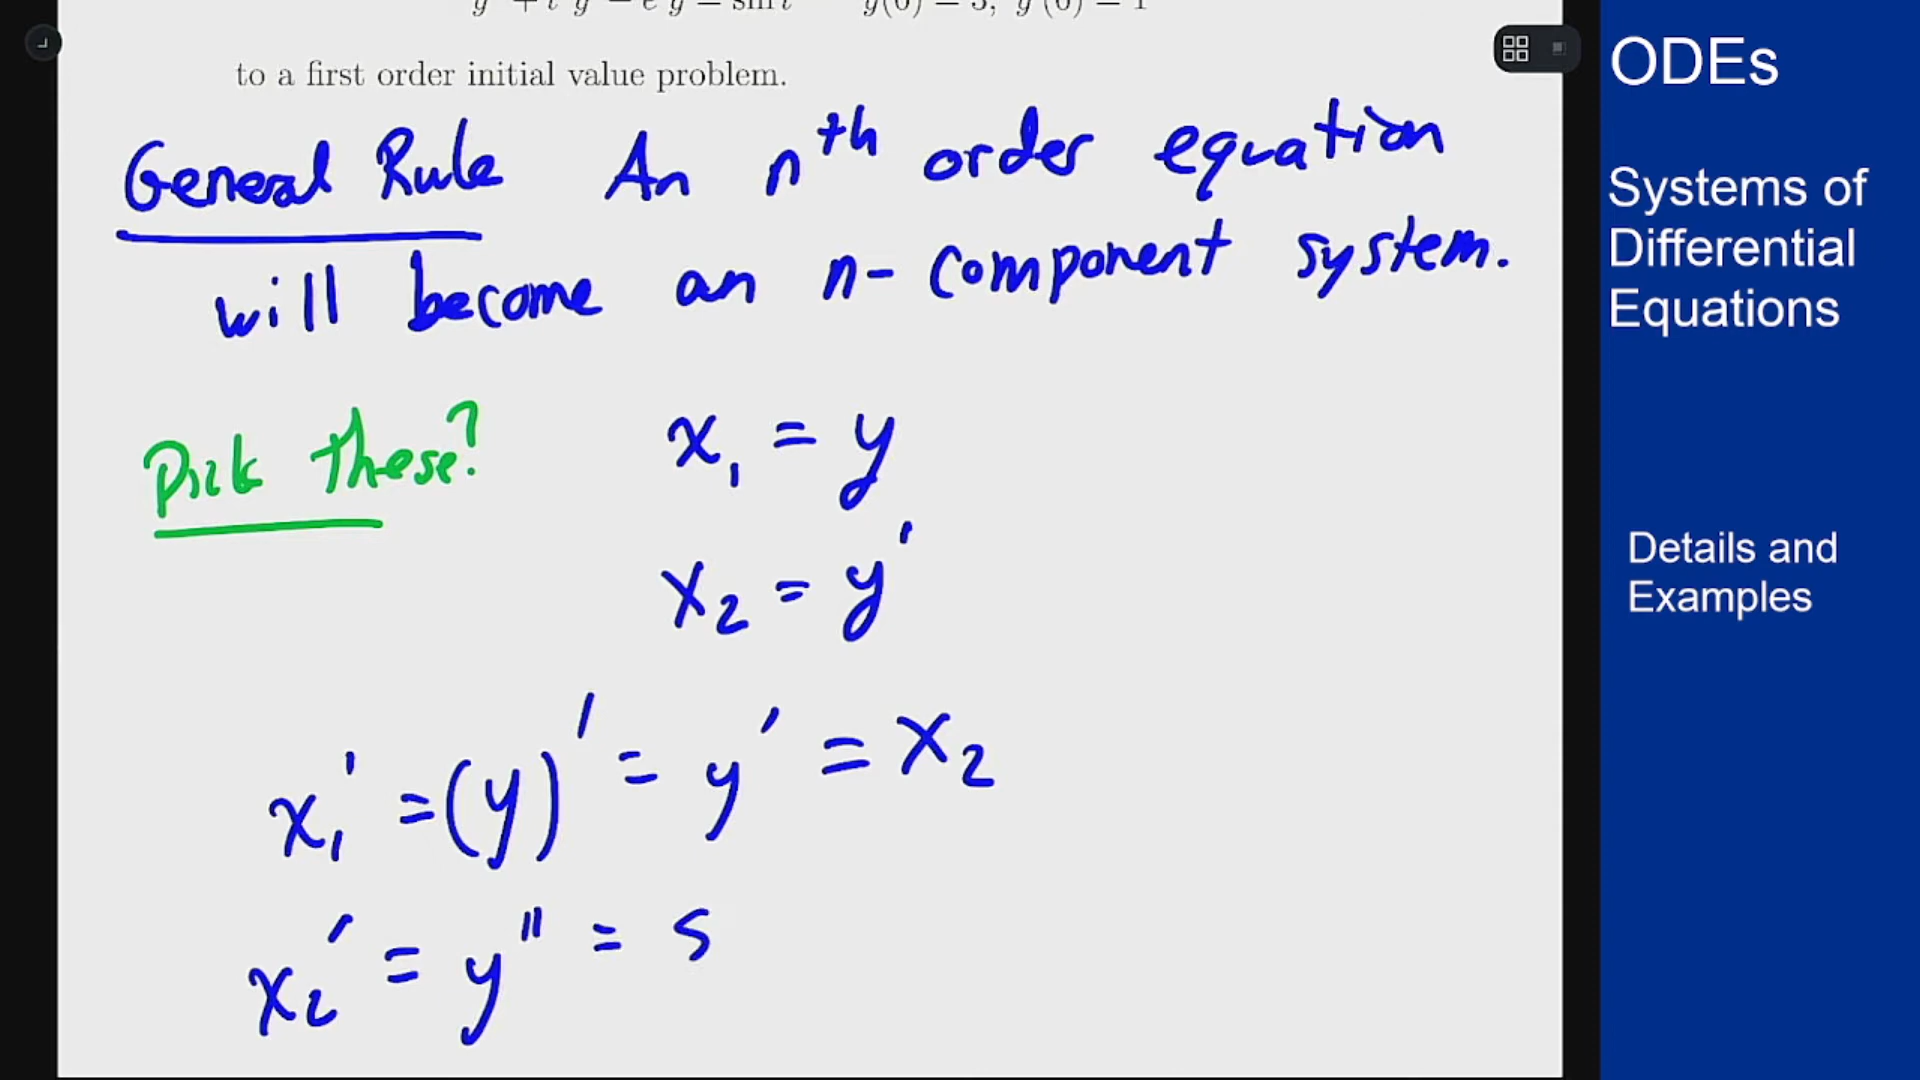 to a first order initial value problem.
General Rule An nth order equation
will become an n-component system.
Pick these?
x₁ = y
x₂ = y'
x₁' = (y)' = y' = x₂
x₂' = y'' = s
ODEs
Systems of
Differential
Equations
Details and
Examples